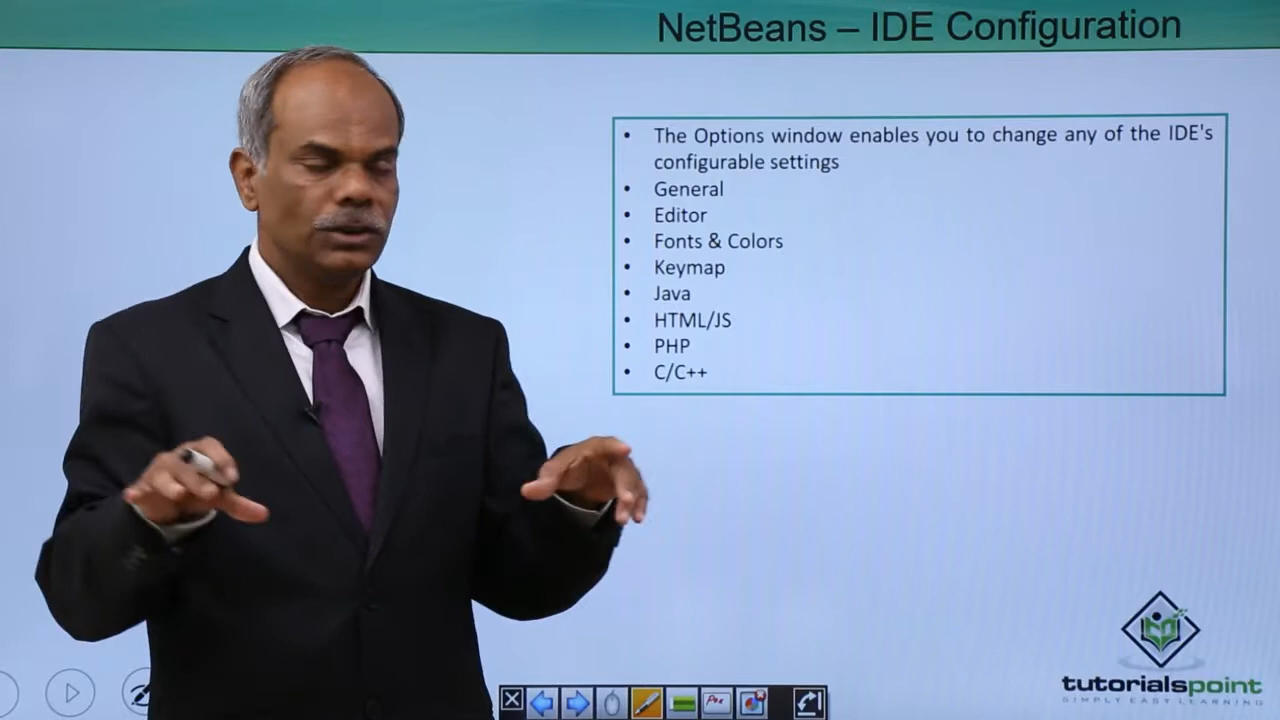 NetBeans – IDE Configuration
• The Options window enables you to change any of the IDE's
configurable settings
• General
• Editor
• Fonts & Colors
• Keymap
• Java
• HTML/JS
• PHP
• C/C++
tutorialspoint
SIMPLY EASY LEARNING